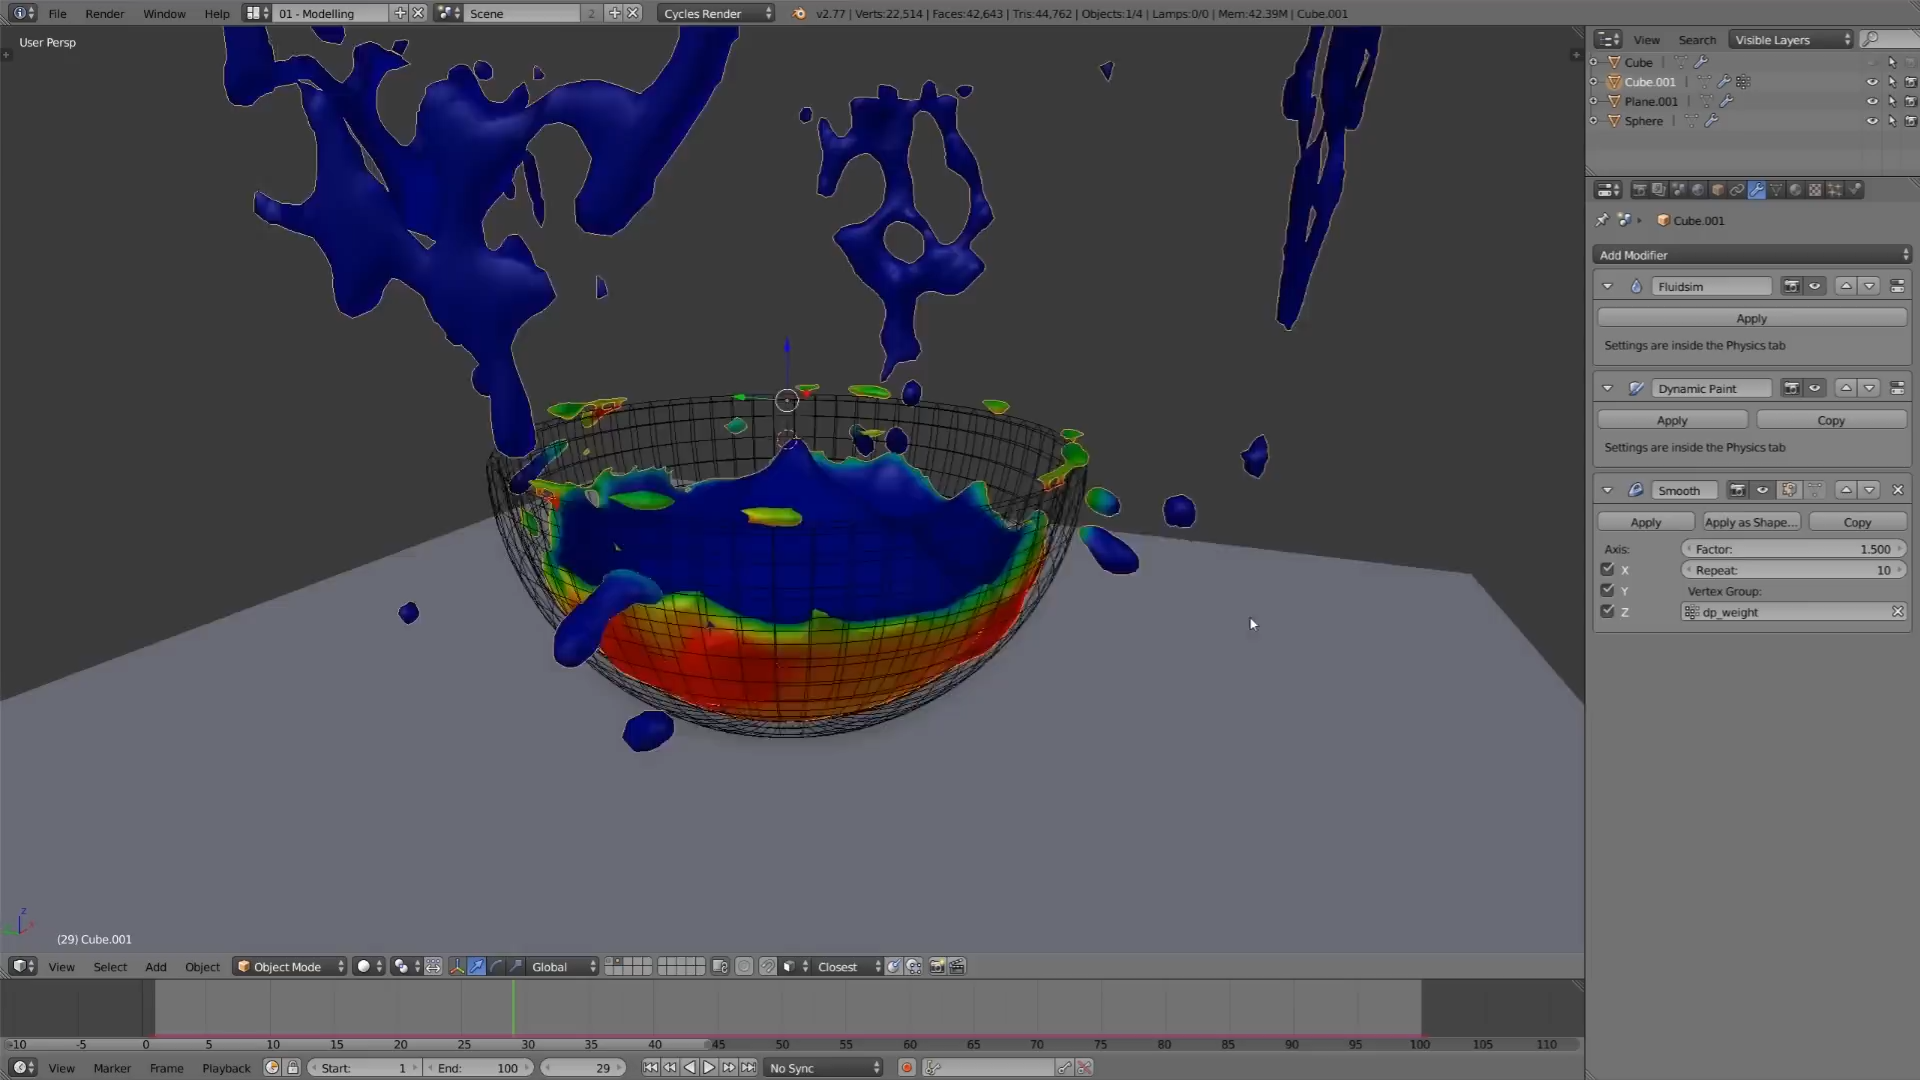 File Render Window Help 01 - Modelling Scene 2 Cycles Render v2.77 | Verts:22,514 | Faces:42,643 | Tris:44,762 | Objects:1/4 | Lamps:0/0 | Mem:42.39M | Cube.001
User Persp
View Search Visible Layers
Cube
Cube.001
Plane.001
Sphere
Cube.001
Add Modifier
Fluidsim
Apply
Settings are inside the Physics tab
Dynamic Paint
Apply Copy
Settings are inside the Physics tab
Smooth
Apply Apply as Shape... Copy
Axis: Factor: 1.500
X Repeat: 10
Y Vertex Group:
Z dp_weight
z
(29) Cube.001
View Select Add Object Object Mode Global Closest
-10 -5 0 5 10 15 20 25 30 35 40 45 50 55 60 65 70 75 80 85 90 95 100 105 110
View Marker Frame Playback Start: 1 End: 100 29 No Sync